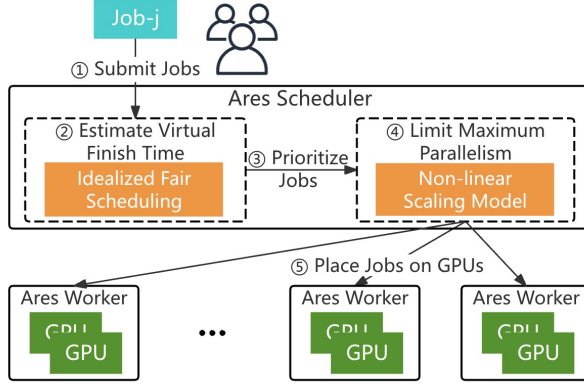 Job-j
① Submit Jobs
Ares Scheduler
② Estimate Virtual
Finish Time
Idealized Fair
Scheduling
③ Prioritize
Jobs
④ Limit Maximum
Parallelism
Non-linear
Scaling Model
⑤ Place Jobs on GPUs
Ares Worker
GPU
GPU
...
Ares Worker
GPU
GPU
Ares Worker
GPU
GPU